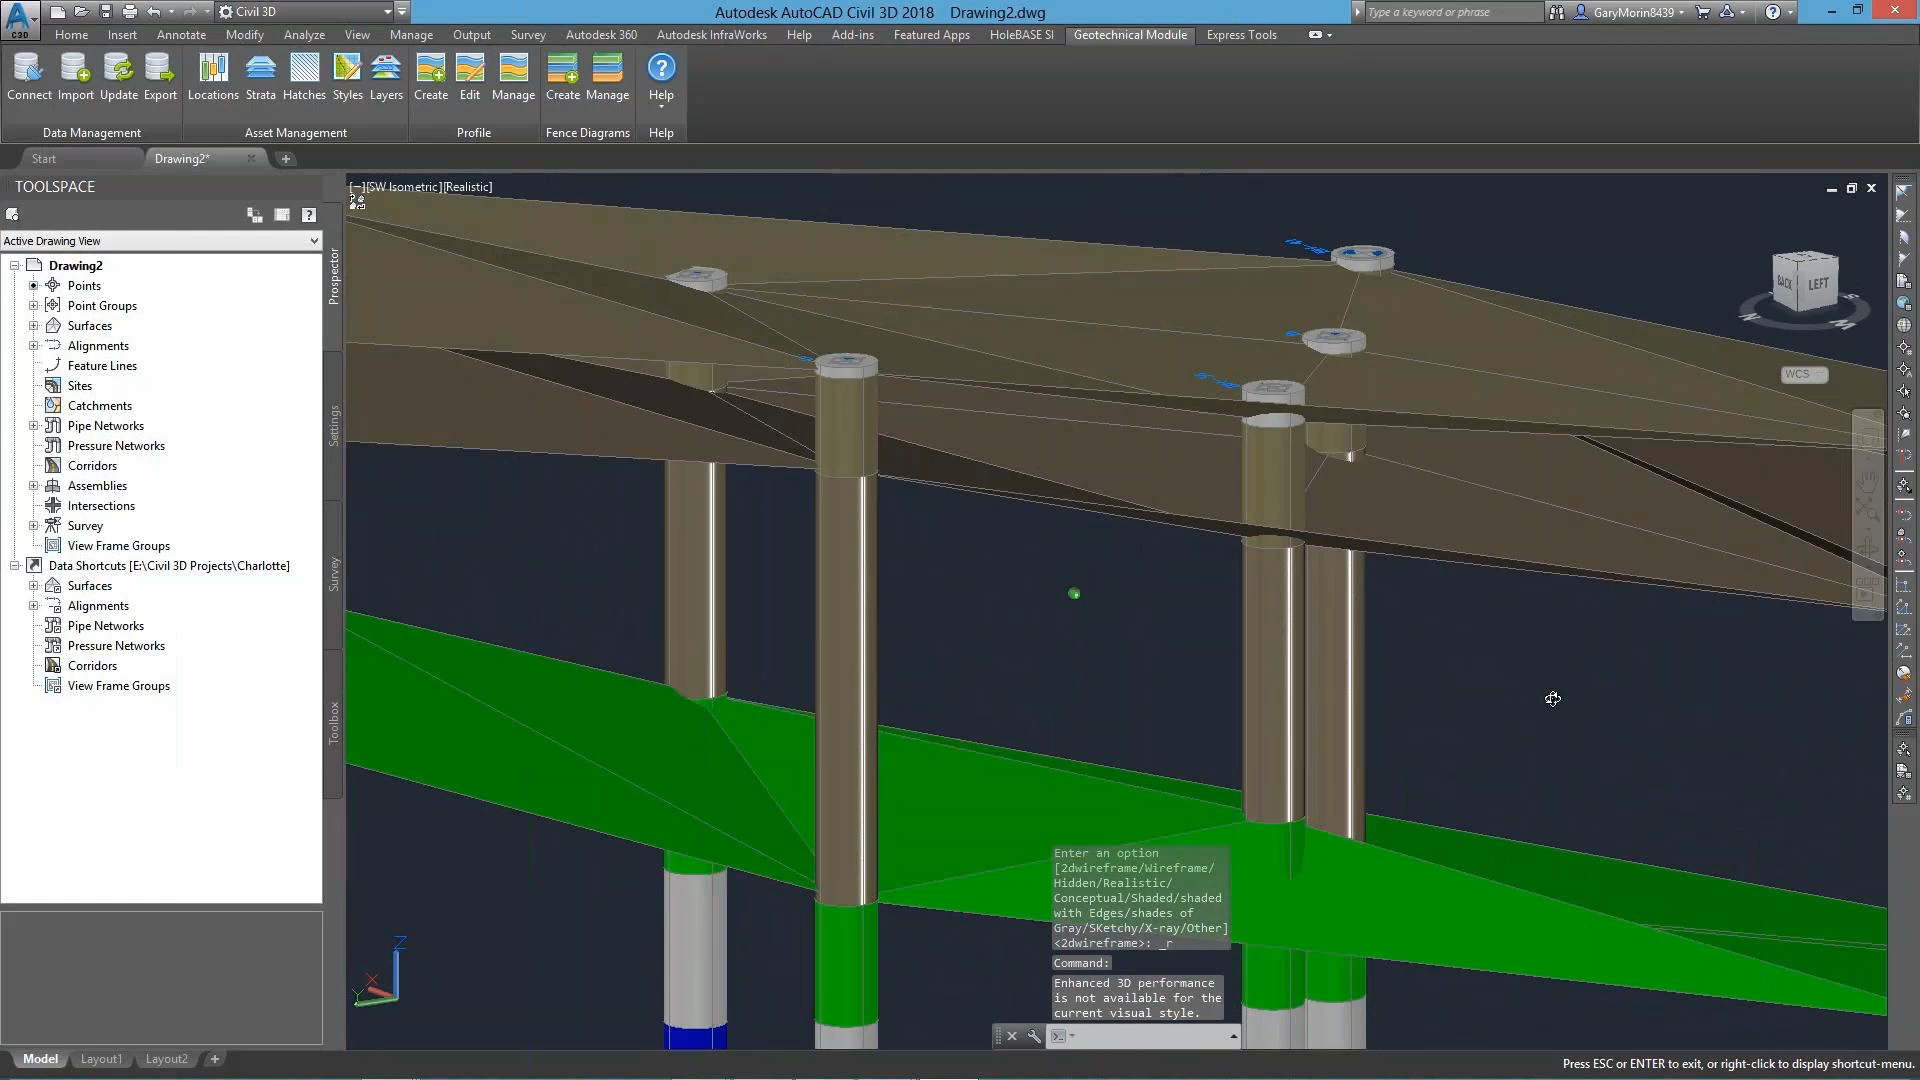 Civil 3D
Autodesk AutoCAD Civil 3D 2018 Drawing2.dwg
Type a keyword or phrase
GaryMorin8439
C3D
Home Insert Annotate Modify Analyze View Manage Output Survey Autodesk 360 Autodesk InfraWorks Help Add-ins Featured Apps HoleBASE SI Geotechnical Module Express Tools
Connect Import Update Export Locations Strata Hatches Styles Layers Create Edit Manage Create Manage Help
Data Management Asset Management Profile Fence Diagrams Help
Start Drawing2*
TOOLSPACE
[−][SW Isometric][Realistic]
Active Drawing View
Drawing2
Points
Point Groups
Surfaces
Alignments
Feature Lines
Sites
Catchments
Pipe Networks
Pressure Networks
Corridors
Assemblies
Intersections
Survey
View Frame Groups
Data Shortcuts [E:\Civil 3D Projects\Charlotte]
Surfaces
Alignments
Pipe Networks
Pressure Networks
Corridors
View Frame Groups
Prospector
Settings
Survey
Toolbox
BACK LEFT
WCS
Enter an option
[2dwireframe/Wireframe/
Hidden/Realistic/
Conceptual/Shaded/shaded
with Edges/shades of
Gray/SKetchy/X-ray/Other]
<2dwireframe>: _r
Command:
Enhanced 3D performance
is not available for the
current visual style.
Z
X
Y
Model Layout1 Layout2
Press ESC or ENTER to exit, or right-click to display shortcut-menu.